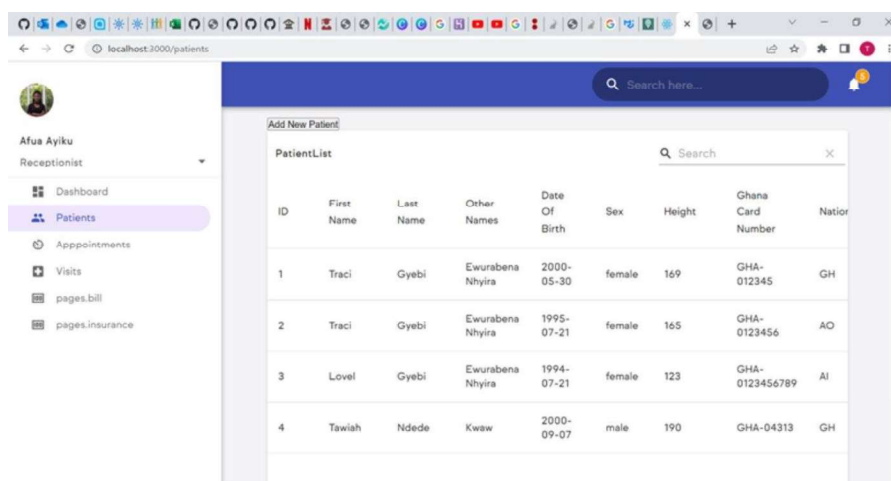 localhost:3000/patients
Search here...
5
Afua Ayiku
Receptionist
Dashboard
Patients
Apppointments
Visits
pages.bill
pages.insurance
Add New Patient
PatientList
Search
ID First Name Last Name Other Names Date Of Birth Sex Height Ghana Card Number Nation
1 Traci Gyebi Ewurabena Nhyira 2000-05-30 female 169 GHA-012345 GH
2 Traci Gyebi Ewurabena Nhyira 1995-07-21 female 165 GHA-0123456 AO
3 Lovel Gyebi Ewurabena Nhyira 1994-07-21 female 123 GHA-0123456789 AI
4 Tawiah Ndede Kwaw 2000-09-07 male 190 GHA-04313 GH